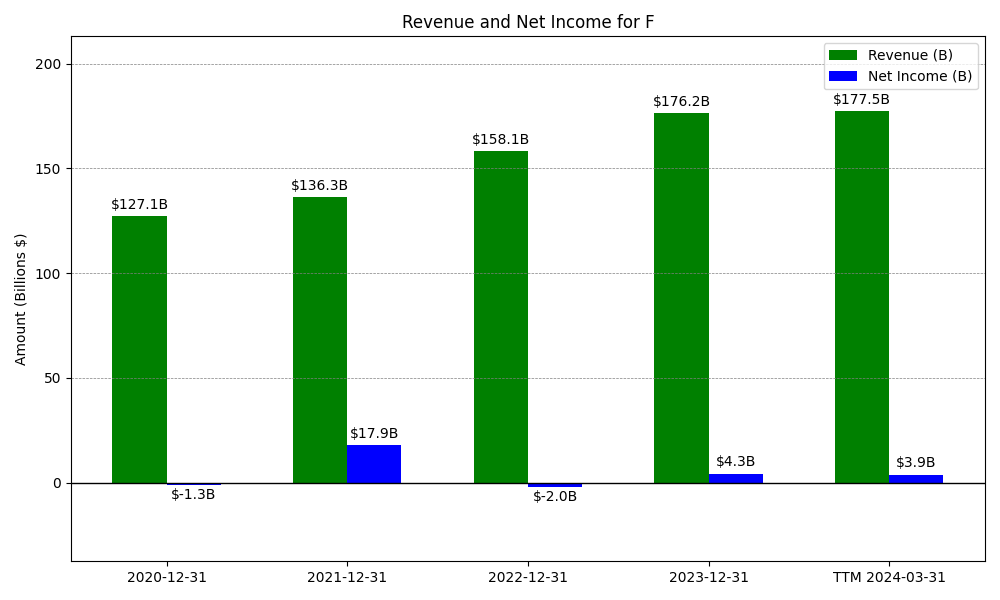 Revenue and Net Income for F
Revenue (B)
Net Income (B)
Amount (Billions $)
200
150
100
50
0
$127.1B
$136.3B
$158.1B
$176.2B
$177.5B
$-1.3B
$17.9B
$-2.0B
$4.3B
$3.9B
2020-12-31
2021-12-31
2022-12-31
2023-12-31
TTM 2024-03-31